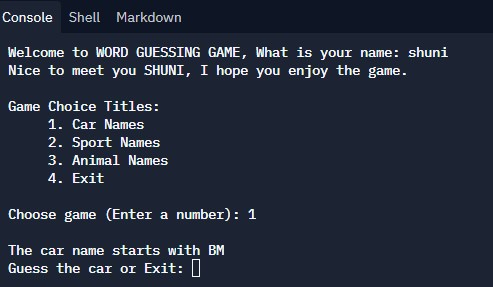 Console Shell Markdown
Welcome to WORD GUESSING GAME, What is your name: shuni
Nice to meet you SHUNI, I hope you enjoy the game.
Game Choice Titles:
1. Car Names
2. Sport Names
3. Animal Names
4. Exit
Choose game (Enter a number): 1
The car name starts with BM
Guess the car or Exit: